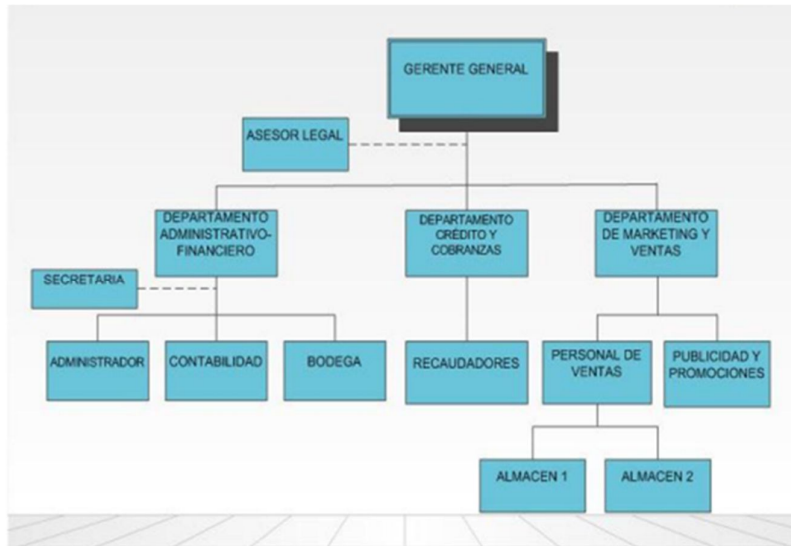 GERENTE GENERAL
ASESOR LEGAL
DEPARTAMENTO
ADMINISTRATIVO-
FINANCIERO
DEPARTAMENTO
CRÉDITO Y
COBRANZAS
DEPARTAMENTO
DE MARKETING Y
VENTAS
SECRETARIA
ADMINISTRADOR
CONTABILIDAD
BODEGA
RECAUDADORES
PERSONAL DE
VENTAS
PUBLICIDAD Y
PROMOCIONES
ALMACEN 1
ALMACEN 2